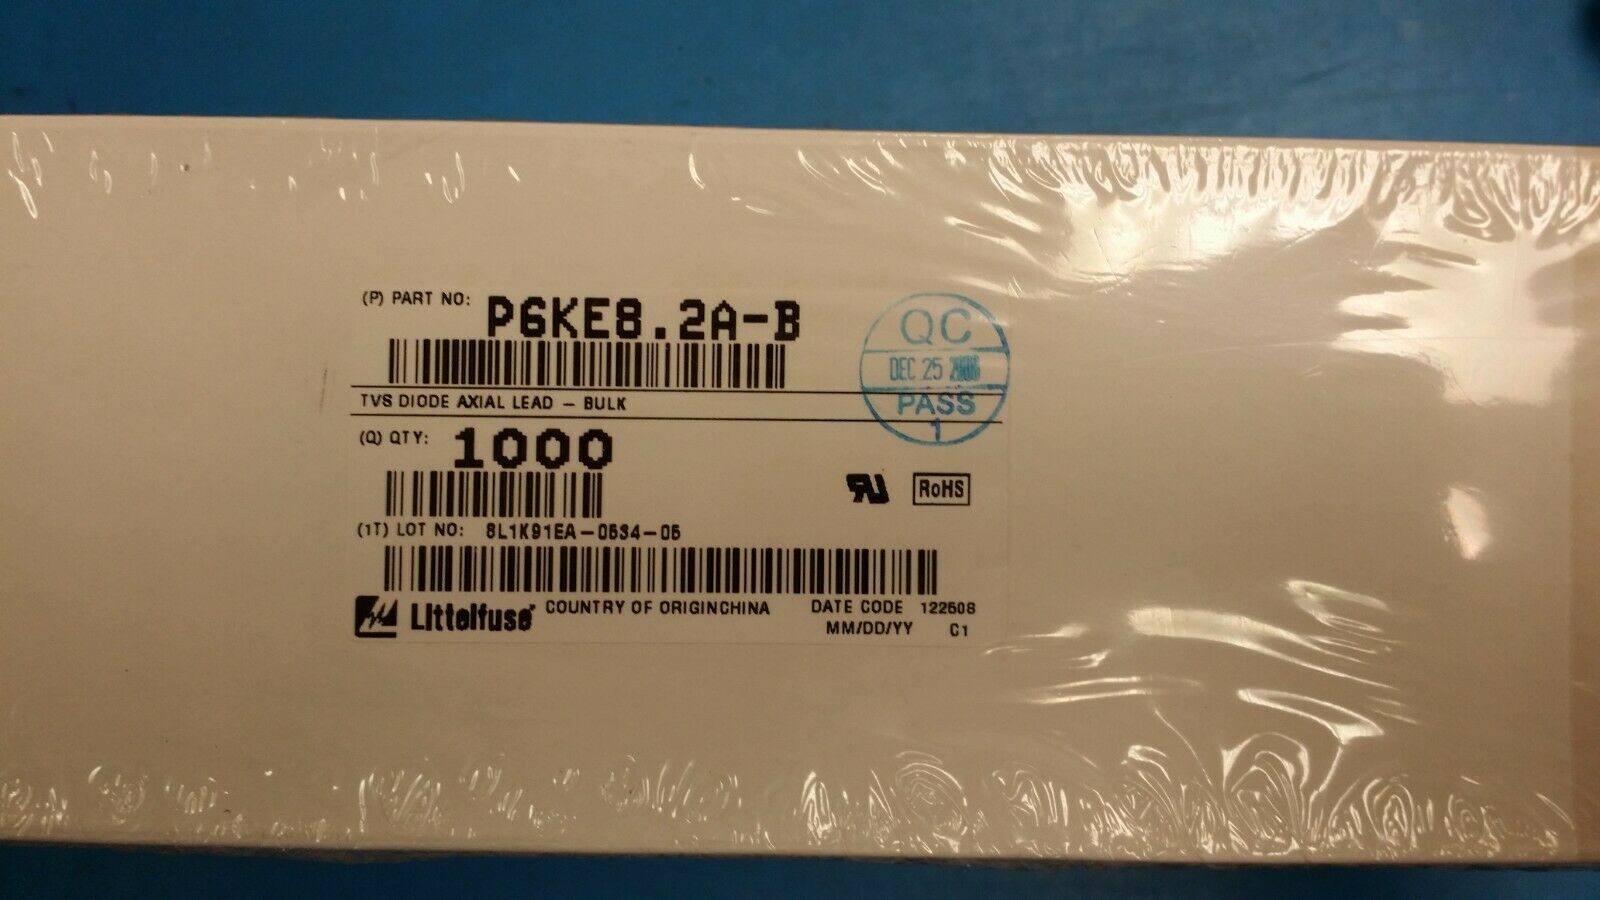 (P) PART NO: P6KE8.2A-B
QC
DEC 25
PASS
1
TVS DIODE AXIAL LEAD – BULK
(Q) QTY: 1000
RU RoHS
(1T) LOT NO: 8L1K91EA-0534-05
Littelfuse COUNTRY OF ORIGINCHINA DATE CODE 122508
MM/DD/YY C1